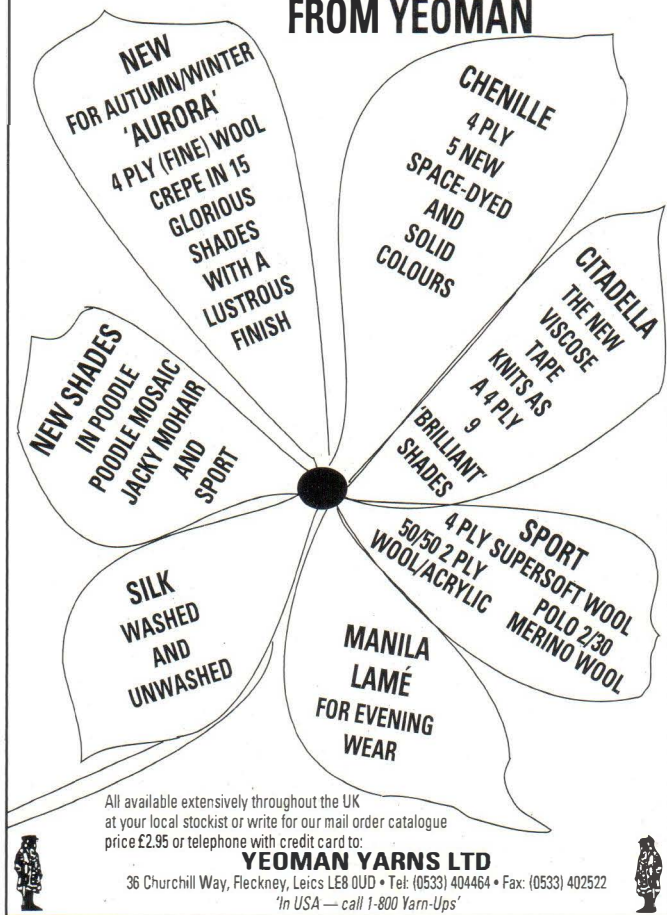 FROM YEOMAN
NEW
FOR AUTUMN/WINTER
'AURORA'
4 PLY (FINE) WOOL
CREPE IN 15
GLORIOUS
SHADES
WITH A
LUSTROUS
FINISH
CHENILLE
4 PLY
5 NEW
SPACE-DYED
AND
SOLID
COLOURS
CITADELLA
THE NEW
VISCOSE
TAPE
KNITS AS
A 4 PLY
9
'BRILLIANT'
SHADES
NEW SHADES
IN POODLE
POODLE MOSAIC
JACKY MOHAIR
AND
SPORT
SPORT
4 PLY SUPERSOFT WOOL
50/50 2 PLY
WOOL/ACRYLIC
POLO 2/30
MERINO WOOL
SILK
WASHED
AND
UNWASHED
MANILA
LAMÉ
FOR EVENING
WEAR
All available extensively throughout the UK
at your local stockist or write for our mail order catalogue
price £2.95 or telephone with credit card to:
YEOMAN YARNS LTD
36 Churchill Way, Fleckney, Leics LE8 0UD • Tel: (0533) 404464 • Fax: (0533) 402522
'In USA — call 1-800 Yarn-Ups'